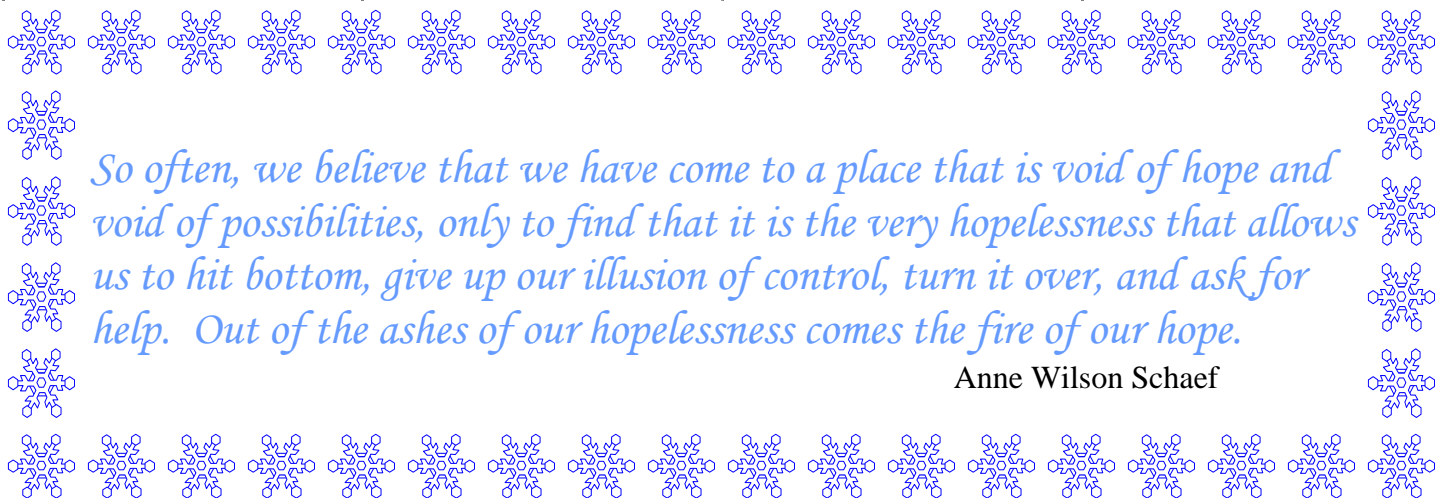 So often, we believe that we have come to a place that is void of hope and
void of possibilities, only to find that it is the very hopelessness that allows
us to hit bottom, give up our illusion of control, turn it over, and ask for
help.  Out of the ashes of our hopelessness comes the fire of our hope.
Anne Wilson Schaef